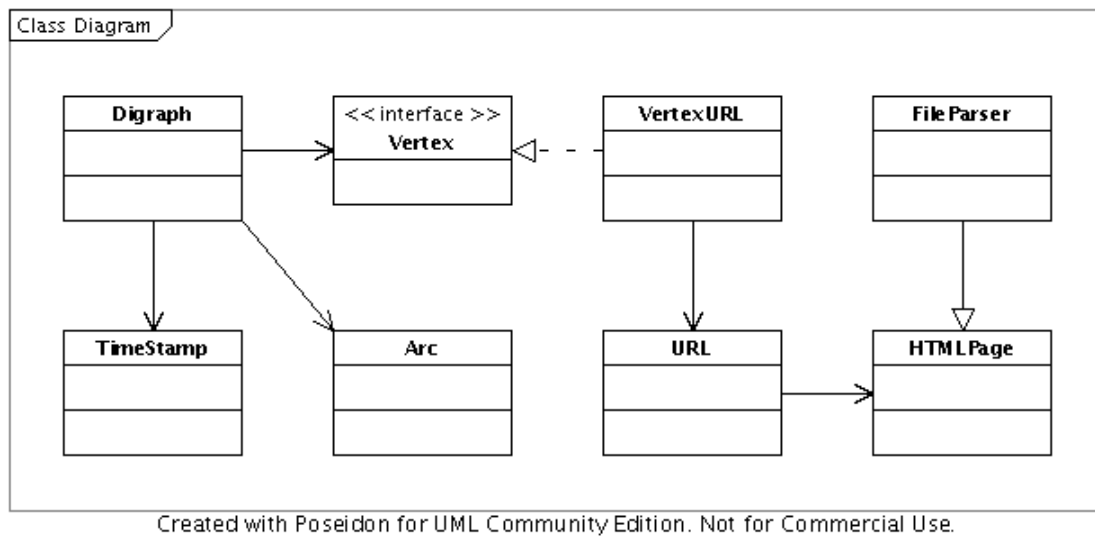 Class Diagram
Digraph
<< interface >>
Vertex
VertexURL
FileParser
TimeStamp
Arc
URL
HTMLPage
Created with Poseidon for UML Community Edition. Not for Commercial Use.